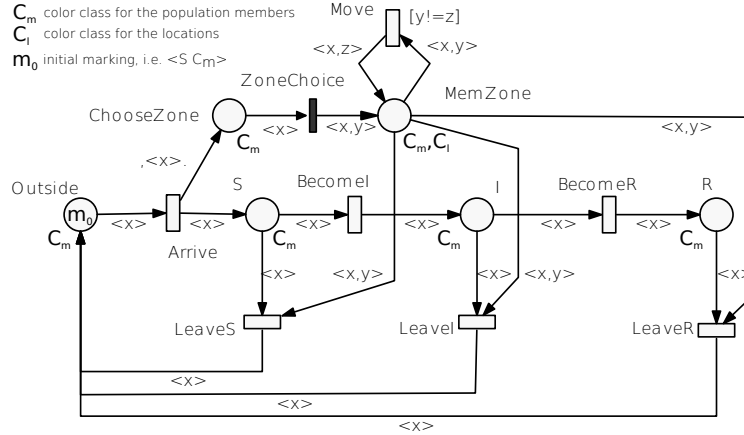 Cm color class for the population members
Cl color class for the locations
m0 initial marking, i.e. <S Cm>
Move
[y!=z]
<x,z>
<x,y>
ZoneChoice
MemZone
ChooseZone
<x>
<x,y>
<x,y>
Cm
Cm,Cl
,<x>.
Outside
S
BecomeI
I
BecomeR
R
m0
<x>
<x>
<x>
<x>
<x>
<x>
Cm
Cm
Cm
Cm
Arrive
<x>
<x,y>
<x>
<x,y>
<x>
LeaveS
LeaveI
LeaveR
<x>
<x>
<x>